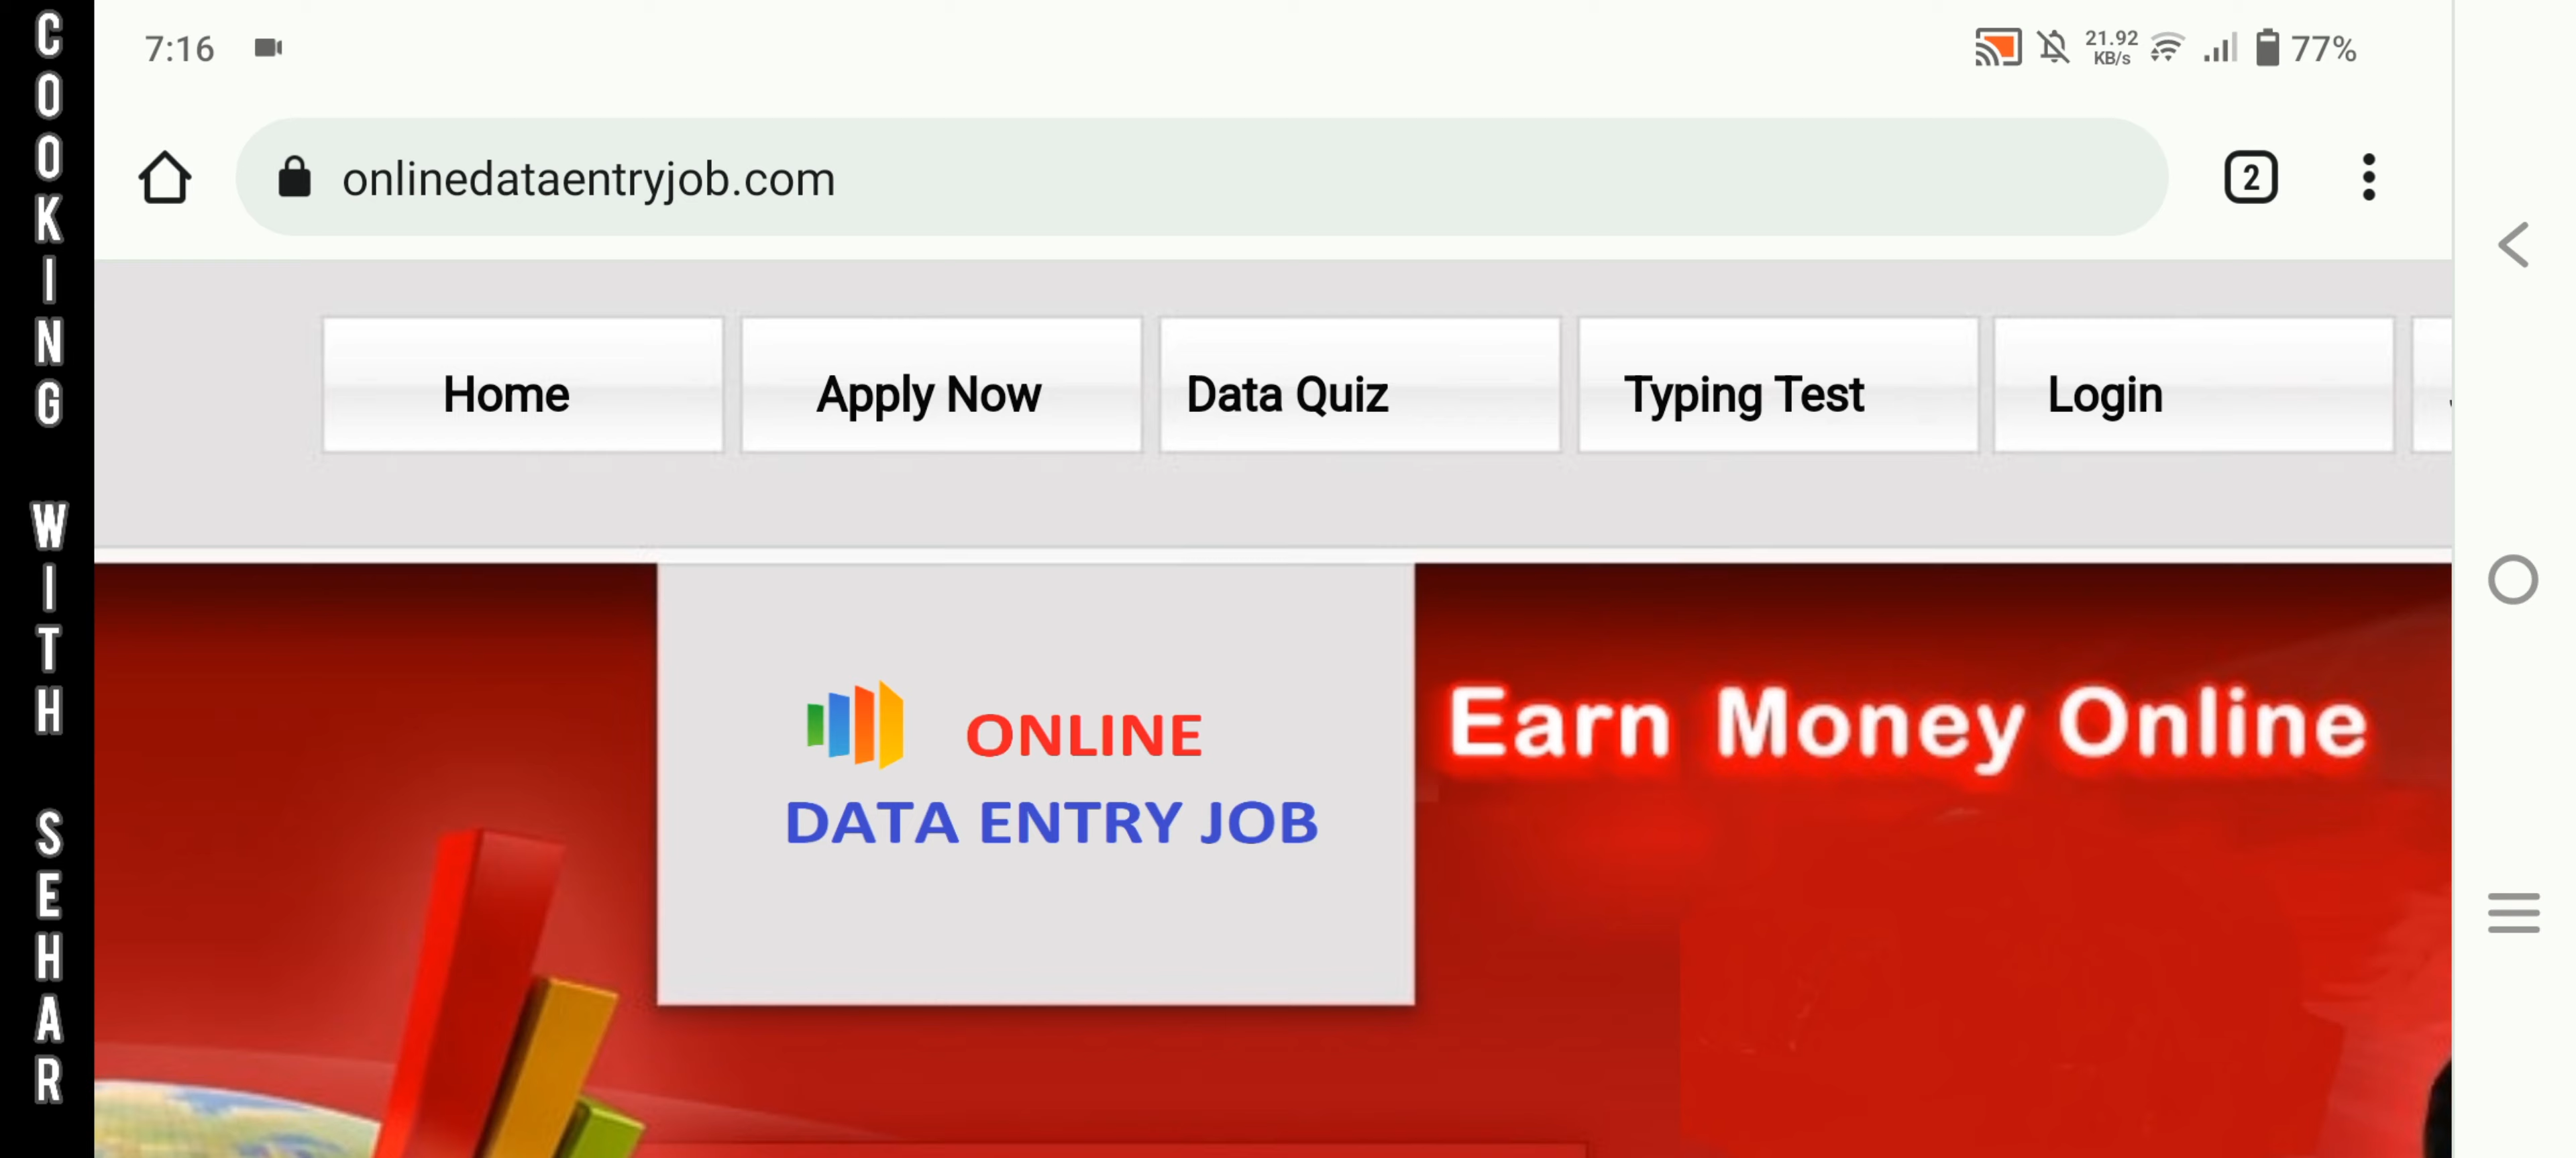 COOKING WITH SEHAR
7:16
21.92
KB/s
77%
onlinedataentryjob.com
2
Home
Apply Now
Data Quiz
Typing Test
Login
ONLINE
DATA ENTRY JOB
Earn Money Online